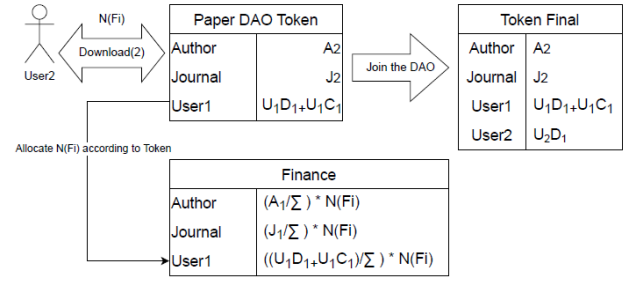 N(Fi)
Download(2)
User2
Paper DAO Token
Author A2
Journal J2
User1 U₁D₁₊U₁C₁
Join the DAO
Token Final
Author A2
Journal J2
User1 U₁D₁+U₁C₁
User2 U₂D₁
Allocate N(Fi) according to Token
Finance
Author (A₁/∑ ) * N(Fi)
Journal (J₁/∑ ) * N(Fi)
User1 ((U₁D₁₊U₁C₁)/∑ ) * N(Fi)